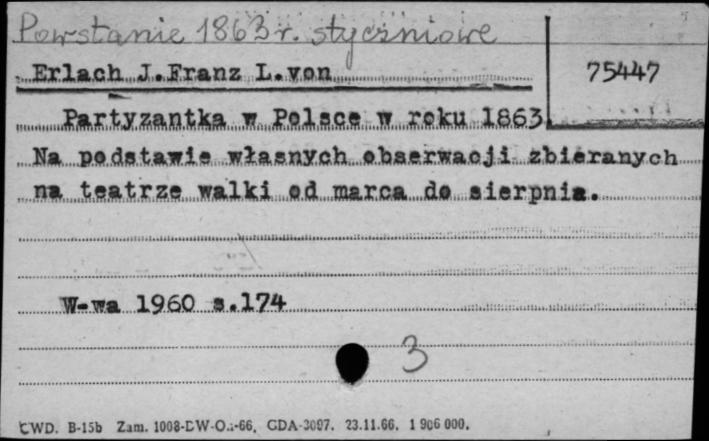 Powstanie 1863 r. styczniowe
Erlach J.Franz L.von
75447
Partyzantka w Polsce w roku 1863.
Na podstawie własnych obserwacji zbieranych
na teatrze walki od marca do sierpnia.
W-wa 1960 s.174
3
CWD. B-15b Zam. 1008-DW-O.:-66, GDA-3097. 23.11.66. 1 906 000.